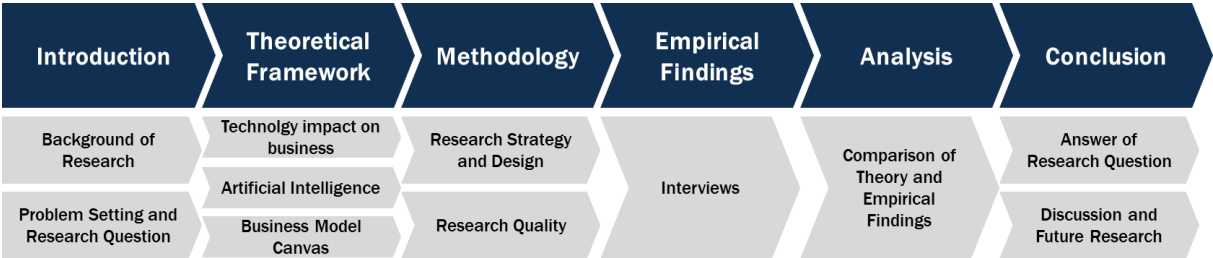 Introduction
Theoretical
Framework
Methodology
Empirical
Findings
Analysis
Conclusion
Background of
Research
Problem Setting and
Research Question
Technolgy impact on
business
Artificial Intelligence
Business Model
Canvas
Research Strategy
and Design
Research Quality
Interviews
Comparison of
Theory and
Empirical
Findings
Answer of
Research Question
Discussion and
Future Research